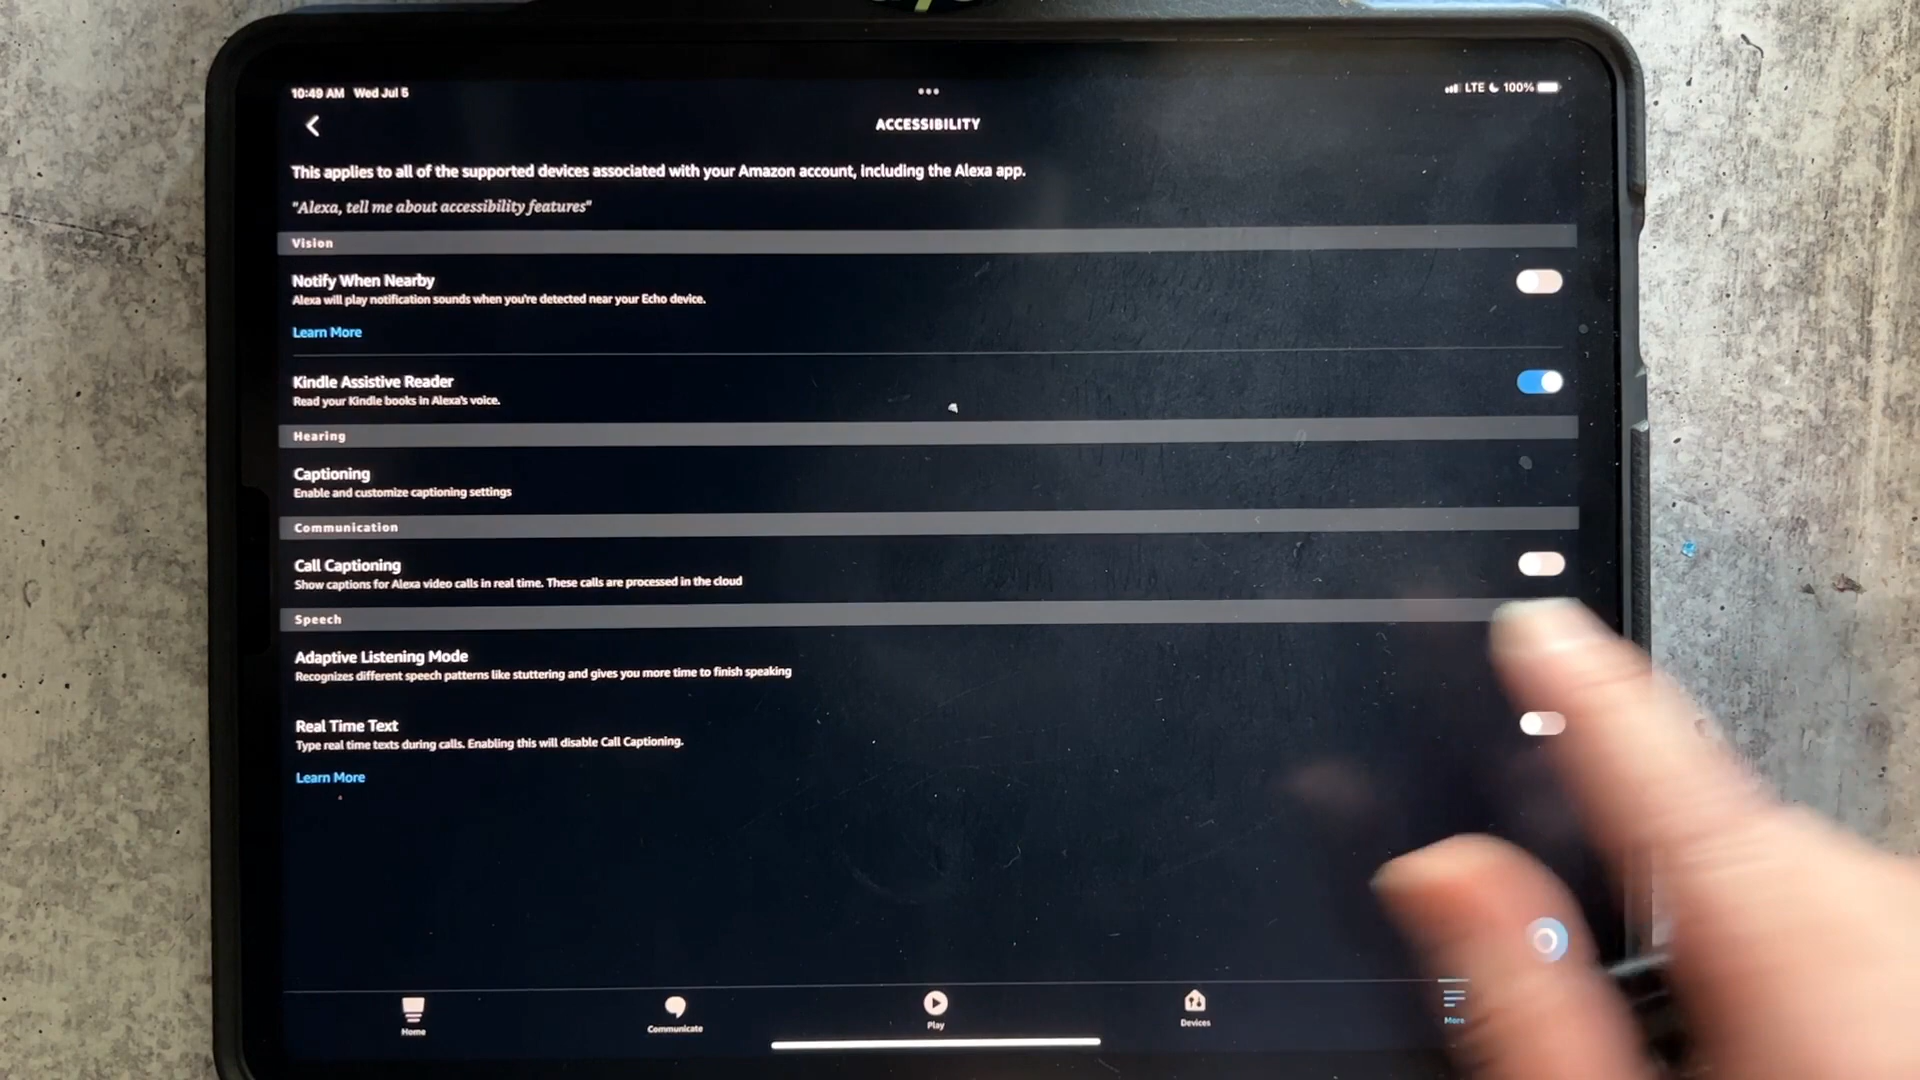 10:49 AM Wed Jul 5
LTE 100%
ACCESSIBILITY
This applies to all of the supported devices associated with your Amazon account, including the Alexa app.
"Alexa, tell me about accessibility features"
Vision
Notify When Nearby
Alexa will play notification sounds when you're detected near your Echo device.
Learn More
Kindle Assistive Reader
Read your Kindle books in Alexa's voice.
Hearing
Captioning
Enable and customize captioning settings
Communication
Call Captioning
Show captions for Alexa video calls in real time. These calls are processed in the cloud
Speech
Adaptive Listening Mode
Recognizes different speech patterns like stuttering and gives you more time to finish speaking
Real Time Text
Type real time texts during calls. Enabling this will disable Call Captioning.
Learn More
Home
Communicate
Play
Devices
More